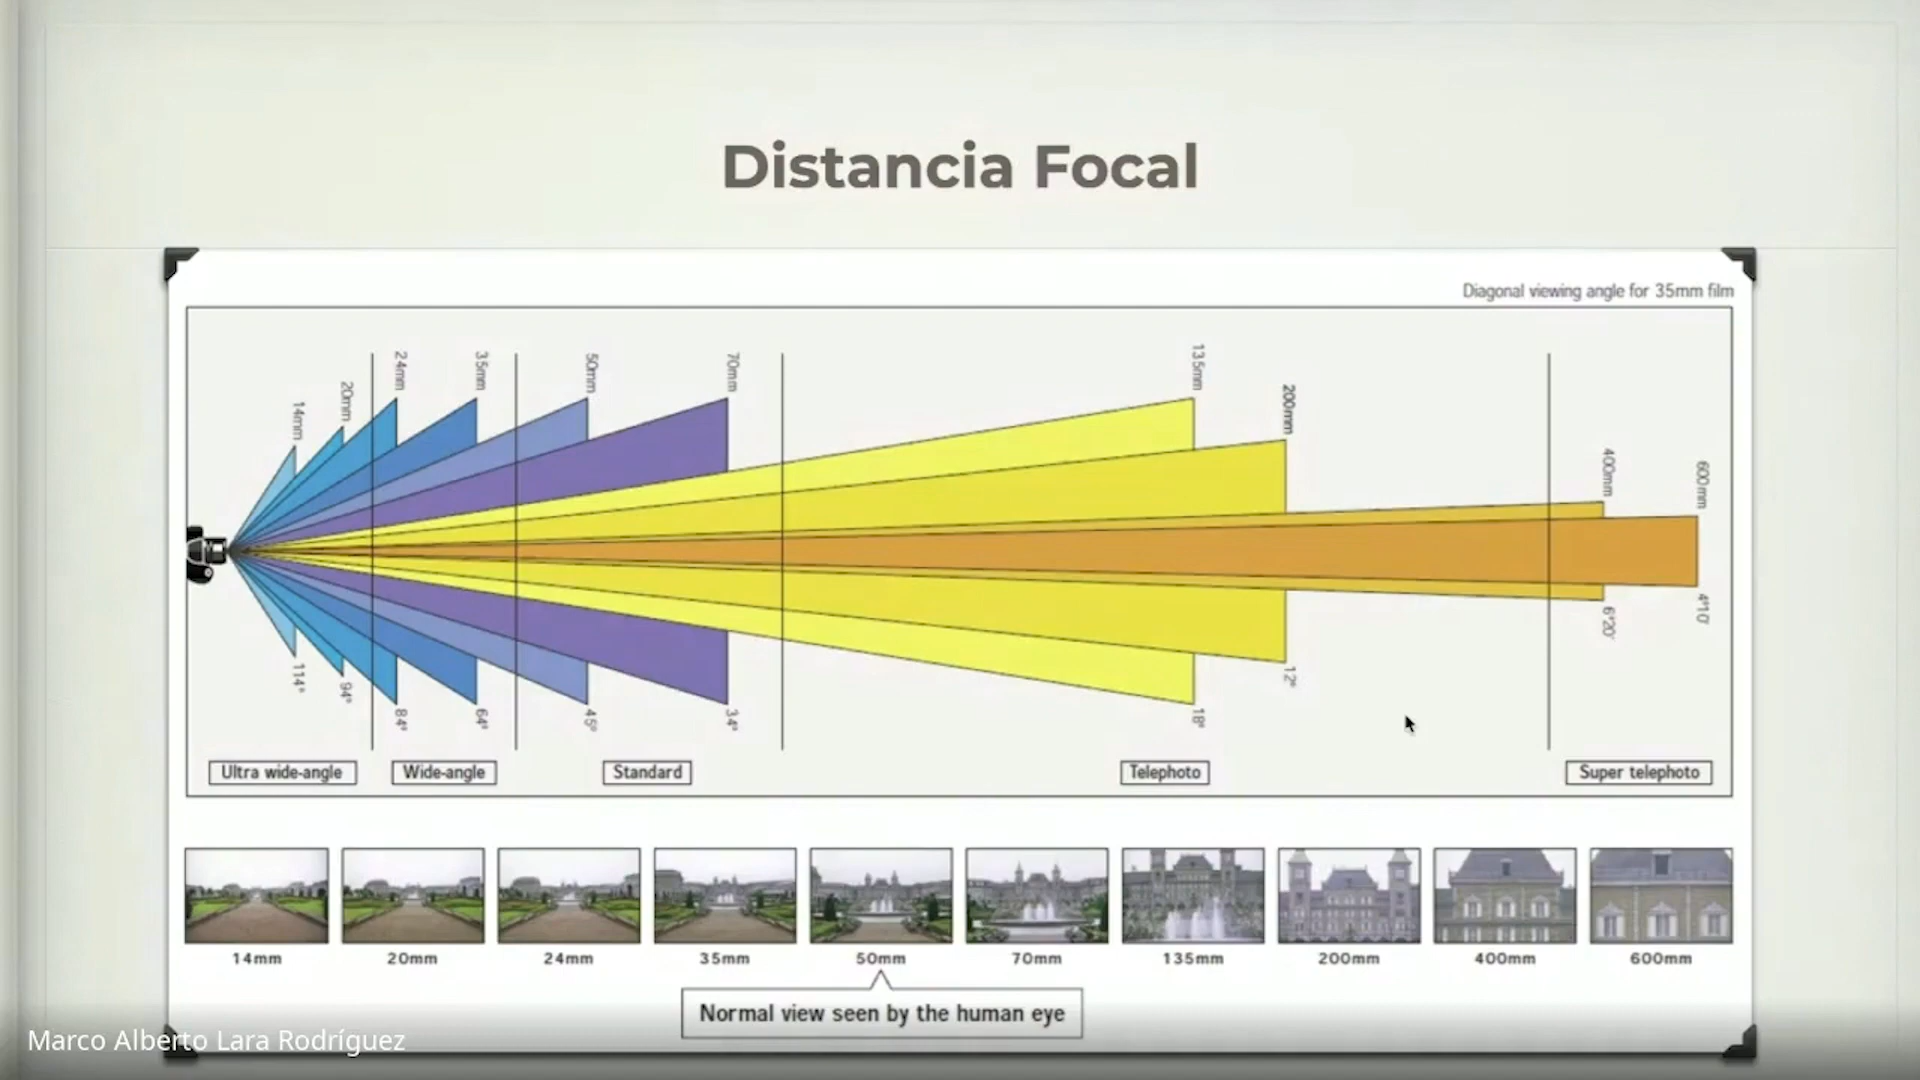 Distancia Focal
Diagonal viewing angle for 35mm film
14mm
20mm
24mm
35mm
50mm
70mm
135mm
200mm
400mm
600mm
114°
94°
84°
64°
45°
34°
18°
12°
6°20'
4°10'
Ultra wide-angle
Wide-angle
Standard
Telephoto
Super telephoto
14mm
20mm
24mm
35mm
50mm
70mm
135mm
200mm
400mm
600mm
Normal view seen by the human eye
Marco Alberto Lara Rodríguez